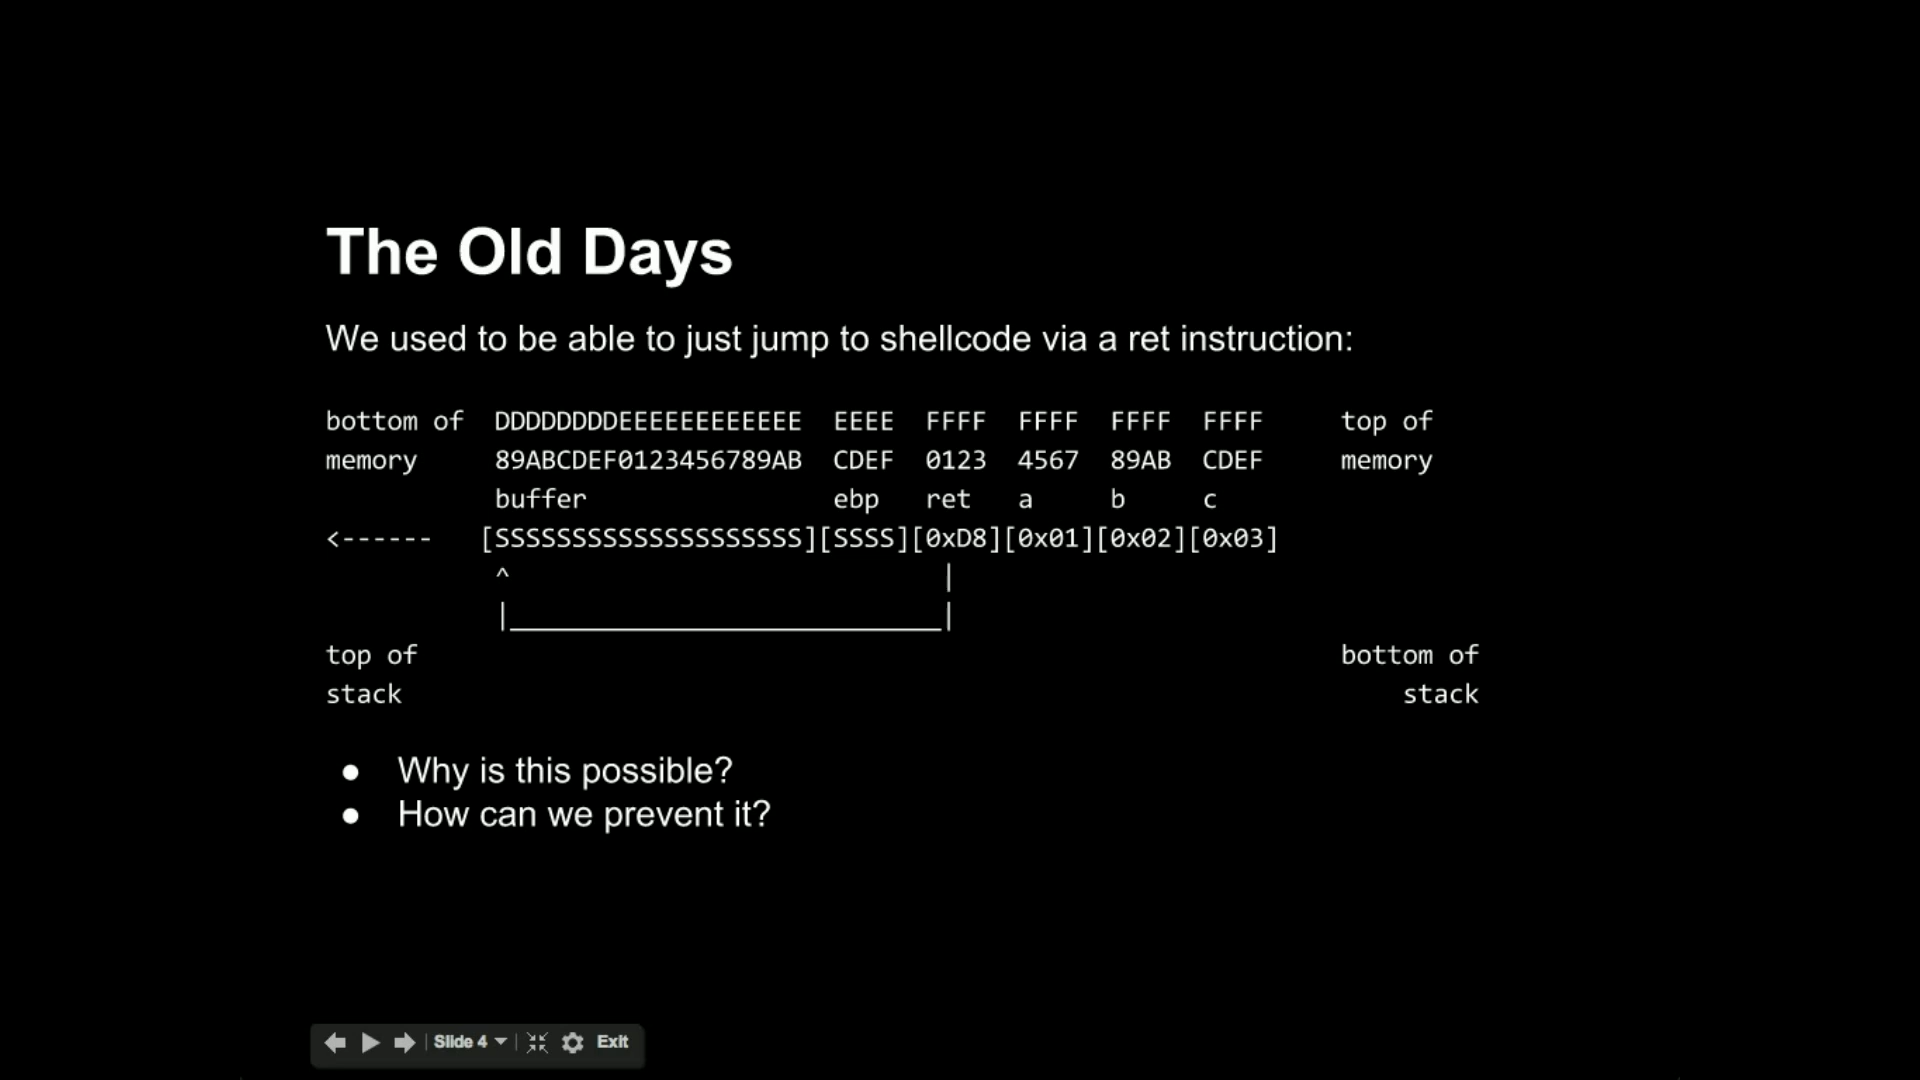 The Old Days
We used to be able to just jump to shellcode via a ret instruction:
bottom of DDDDDDDDEEEEEEEEEEEE EEEE FFFF FFFF FFFF FFFF top of
memory 89ABCDEF0123456789AB CDEF 0123 4567 89AB CDEF memory
buffer ebp ret a b c
<------ [SSSSSSSSSSSSSSSSSSSS][SSSS][0xD8][0x01][0x02][0x03]
^ |
|____________________________|
top of bottom of
stack stack
● Why is this possible?
● How can we prevent it?
Slide 4 Exit